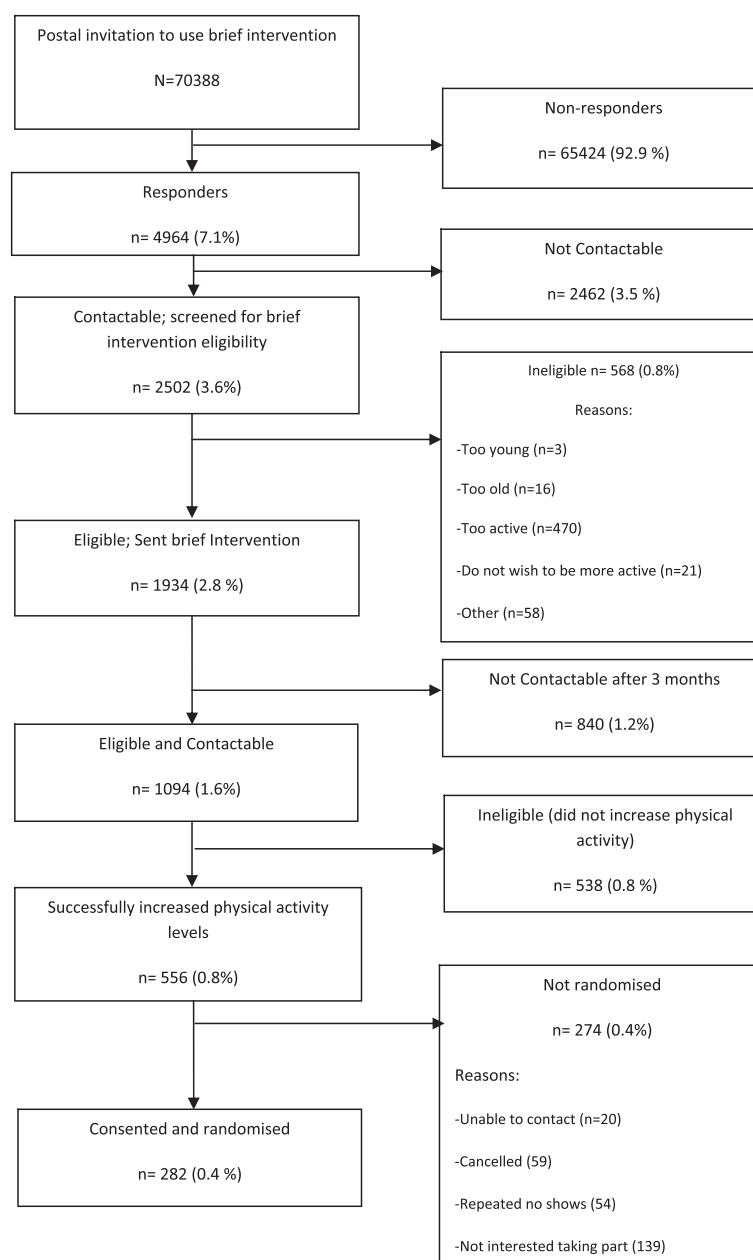 Postal invitation to use brief intervention
N=70388
Non-responders
n= 65424 (92.9 %)
Responders
n= 4964 (7.1%)
Not Contactable
n= 2462 (3.5 %)
Contactable; screened for brief
intervention eligibility
n= 2502 (3.6%)
Ineligible n= 568 (0.8%)
Reasons:
-Too young (n=3)
-Too old (n=16)
-Too active (n=470)
-Do not wish to be more active (n=21)
-Other (n=58)
Eligible; Sent brief Intervention
n= 1934 (2.8 %)
Not Contactable after 3 months
n= 840 (1.2%)
Eligible and Contactable
n= 1094 (1.6%)
Ineligible (did not increase physical
activity)
n= 538 (0.8 %)
Successfully increased physical activity
levels
n= 556 (0.8%)
Not randomised
n= 274 (0.4%)
Reasons:
-Unable to contact (n=20)
-Cancelled (59)
-Repeated no shows (54)
-Not interested taking part (139)
Consented and randomised
n= 282 (0.4 %)